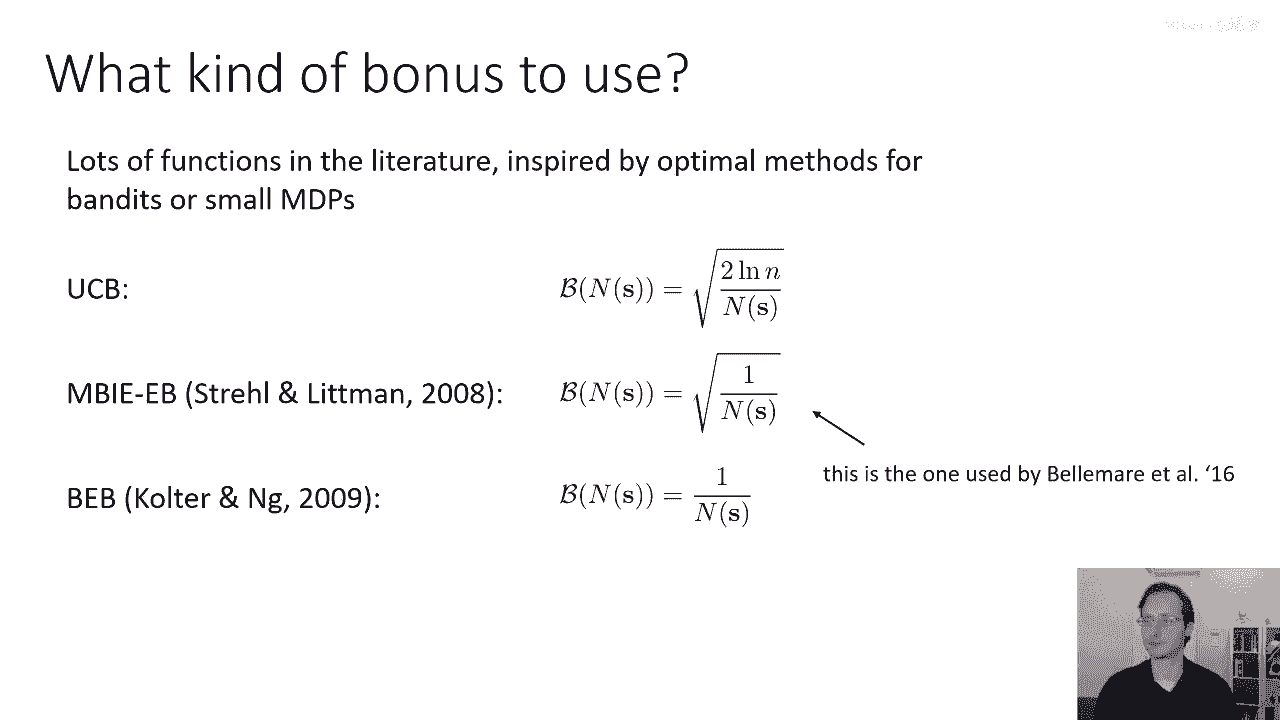 What kind of bonus to use?
Lots of functions in the literature, inspired by optimal methods for
bandits or small MDPs
UCB: $\mathcal{B}(N(\mathbf{s})) = \sqrt{\frac{2 \ln n}{N(\mathbf{s})}}$
MBIE-EB (Strehl & Littman, 2008): $\mathcal{B}(N(\mathbf{s})) = \sqrt{\frac{1}{N(\mathbf{s})}}$
this is the one used by Bellemare et al. ‘16
BEB (Kolter & Ng, 2009): $\mathcal{B}(N(\mathbf{s})) = \frac{1}{N(\mathbf{s})}$